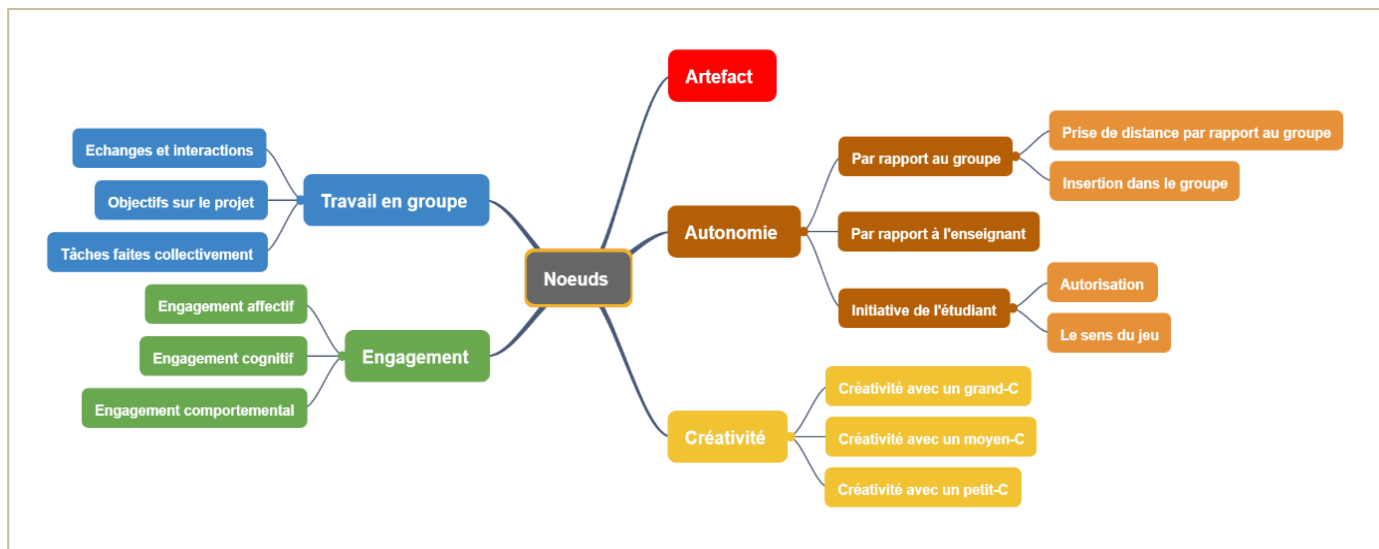 Noeuds
Artefact
Autonomie
Par rapport au groupe
Prise de distance par rapport au groupe
Insertion dans le groupe
Par rapport à l'enseignant
Initiative de l'étudiant
Autorisation
Le sens du jeu
Créativité
Créativité avec un grand-C
Créativité avec un moyen-C
Créativité avec un petit-C
Travail en groupe
Echanges et interactions
Objectifs sur le projet
Tâches faites collectivement
Engagement
Engagement affectif
Engagement cognitif
Engagement comportemental